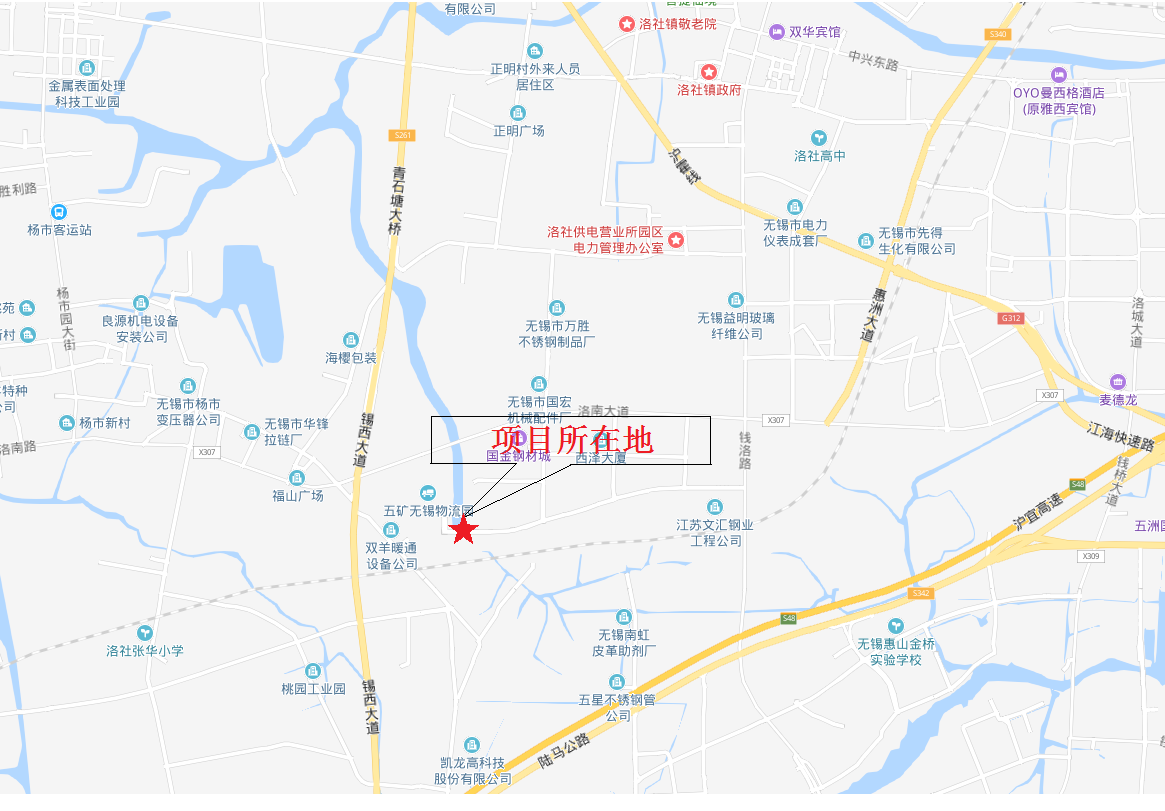 有限公司
洛社镇敬老院
双华宾馆
S340
中兴东路
正明村外来人员
居住区
金属表面处理
科技工业园
洛社镇政府
OYO曼西格酒店
(原雅西宾馆)
正明广场
S261
沪霍线
洛社高中
青石塘大桥
胜利路
杨市客运站
洛社供电营业所园区
电力管理办公室
无锡市电力
仪表成套厂
无锡市先得
生化有限公司
杨市园大街
良源机电设备
安装公司
无锡市万胜
不锈钢制品厂
无锡益明玻璃
纤维公司
惠洲大道
G312
洛城大道
海樱包装
无锡市杨市
变压器公司
无锡市国宏
机械配件厂
洛南大道
X307
X307
麦德龙
杨市新村
无锡市华锋
拉链厂
锡西大道
项目所在地
国金钢材城
西泽大厦
钱洛路
江海快速路
洛南路
X307
福山广场
S48
钱桥大道
五矿无锡物流园
沪宜高速
江苏文汇钢业
工程公司
双羊暖通
设备公司
X309
S342
S48
无锡南虹
皮革助剂厂
无锡惠山金桥
实验学校
洛社张华小学
桃园工业园
锡西大道
五星不锈钢管
公司
陆马公路
凯龙高科技
股份有限公司